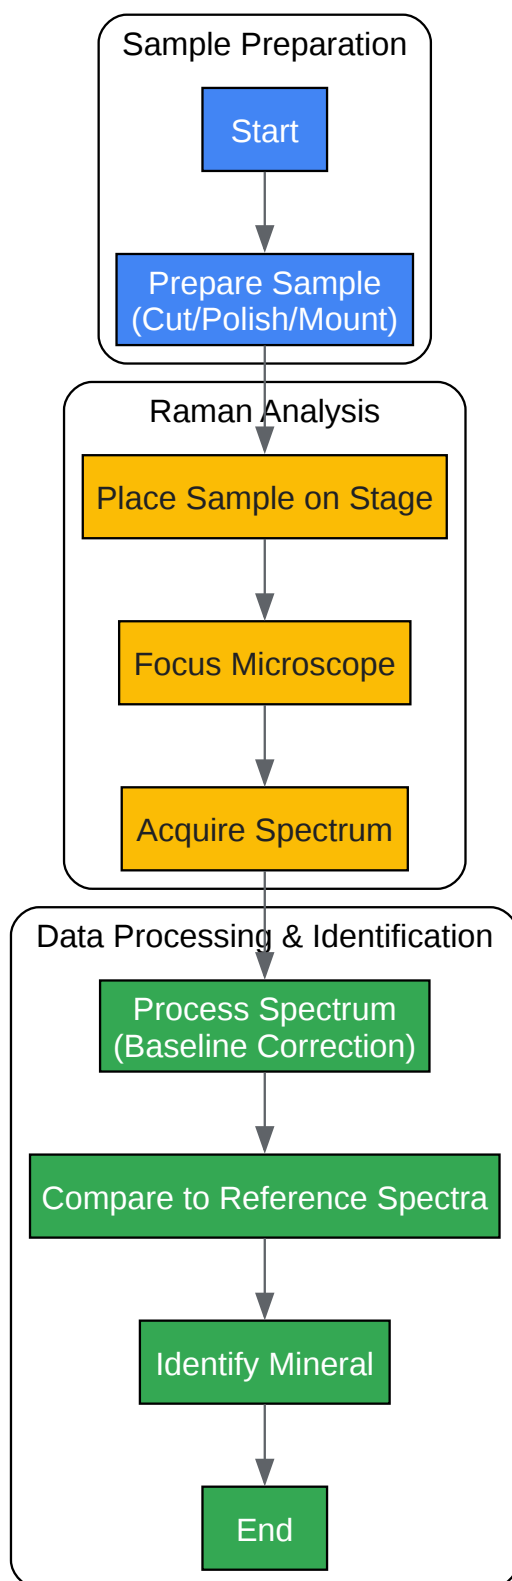 Sample Preparation
Start
Prepare Sample
(Cut/Polish/Mount)
Raman Analysis
Place Sample on Stage
Focus Microscope
Acquire Spectrum
Data Processing & Identification
Process Spectrum
(Baseline Correction)
Compare to Reference Spectra
Identify Mineral
End